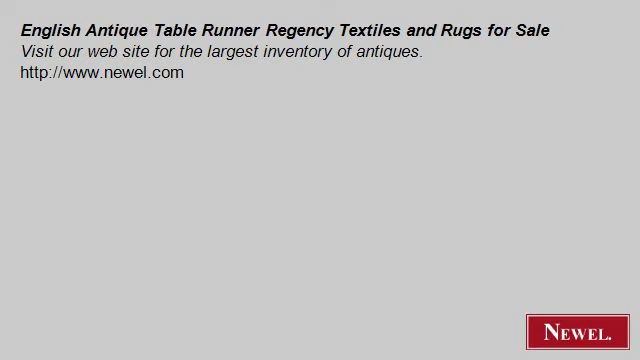 English Antique Table Runner Regency Textiles and Rugs for Sale
Visit our web site for the largest inventory of antiques.
http://www.newel.com
NEWEL.